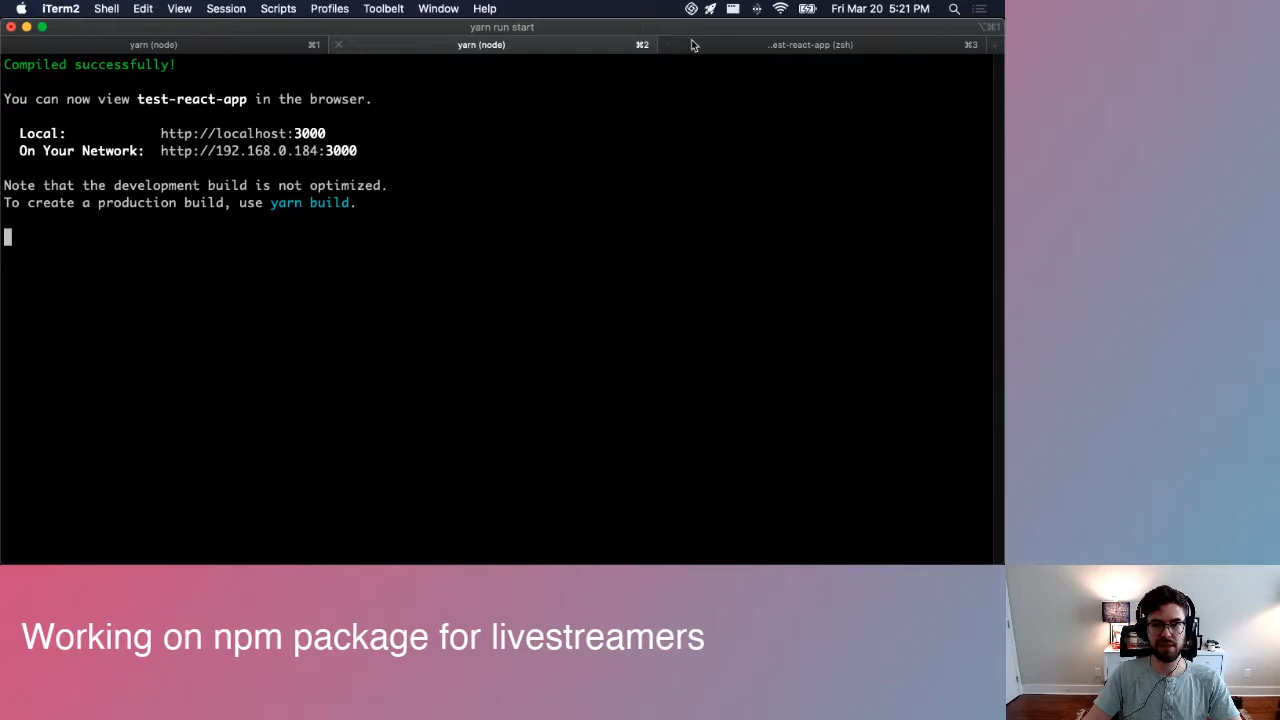 iTerm2 Shell Edit View Session Scripts Profiles Toolbelt Window Help Fri Mar 20 5:21 PM
yarn run start ⌥⌘1
yarn (node) ⌘1 yarn (node) ⌘2 ..est-react-app (zsh) ⌘3
Compiled successfully!
You can now view test-react-app in the browser.
Local: http://localhost:3000
On Your Network: http://192.168.0.184:3000
Note that the development build is not optimized.
To create a production build, use yarn build.
Working on npm package for livestreamers